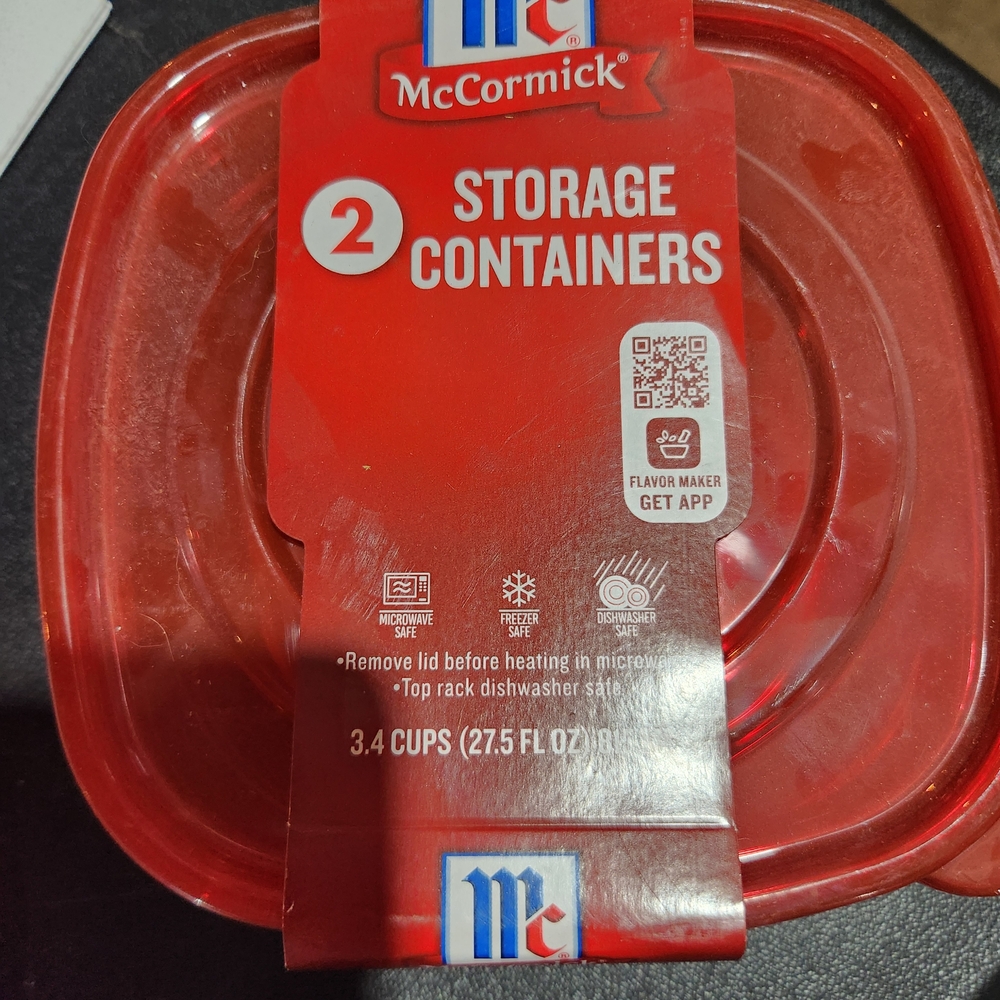 Mc®
McCormick®
2
STORAGE
CONTAINERS
FLAVOR MAKER
GET APP
MICROWAVE
SAFE
FREEZER
SAFE
DISHWASHER
SAFE
•Remove lid before heating in
•Top rack dishwasher safe
3.4 CUPS (27.5 FL OZ)
Mc®